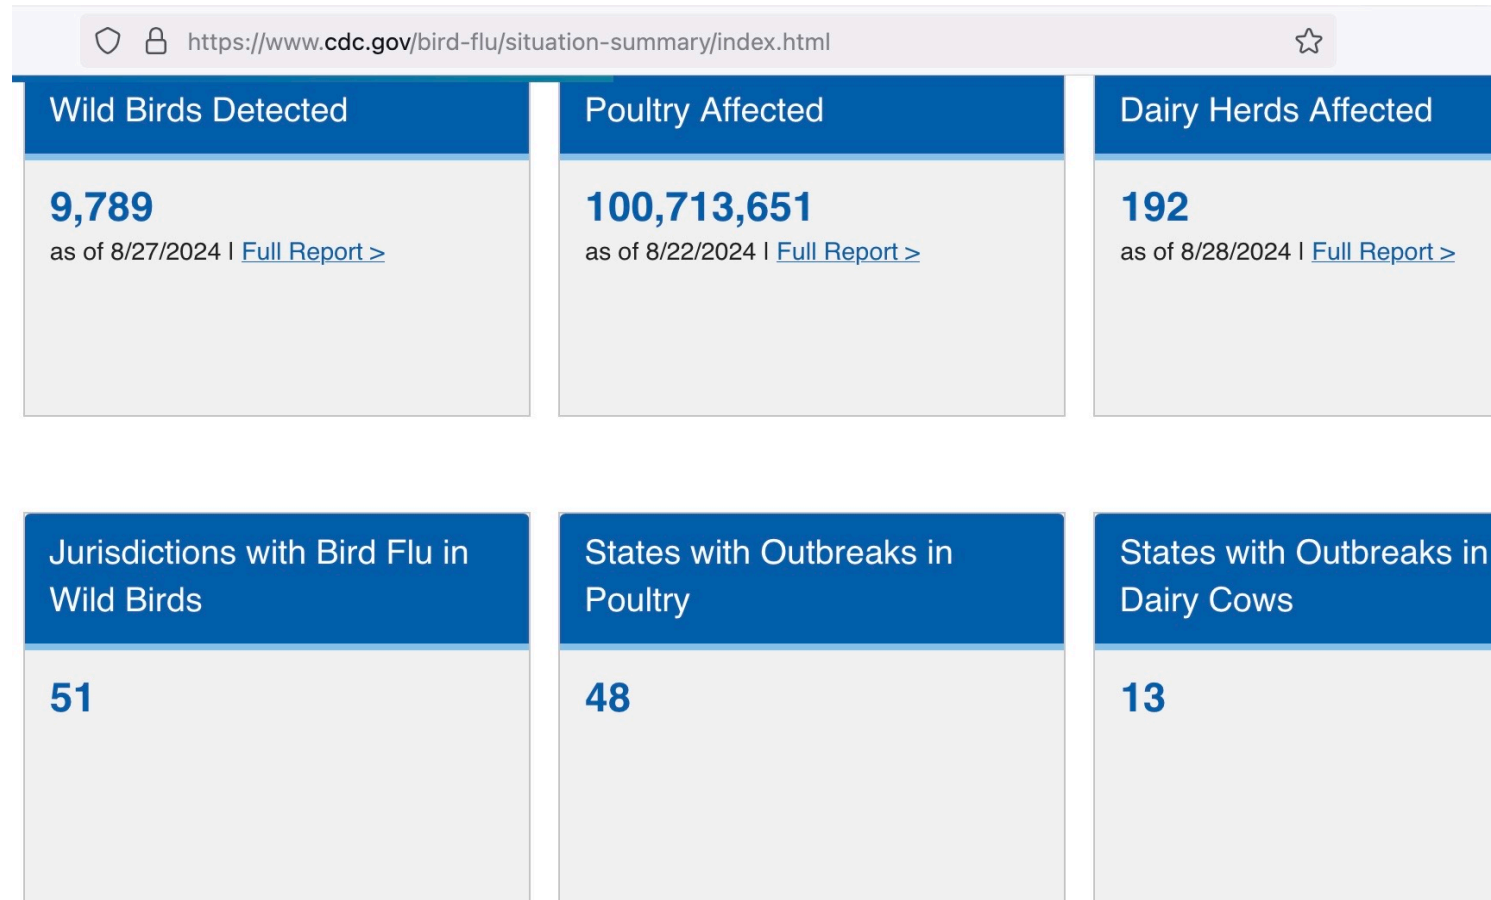 https://www.cdc.gov/bird-flu/situation-summary/index.html
Wild Birds Detected
9,789
as of 8/27/2024 | Full Report >
Poultry Affected
100,713,651
as of 8/22/2024 | Full Report >
Dairy Herds Affected
192
as of 8/28/2024 | Full Report >
Jurisdictions with Bird Flu in
Wild Birds
51
States with Outbreaks in
Poultry
48
States with Outbreaks in
Dairy Cows
13